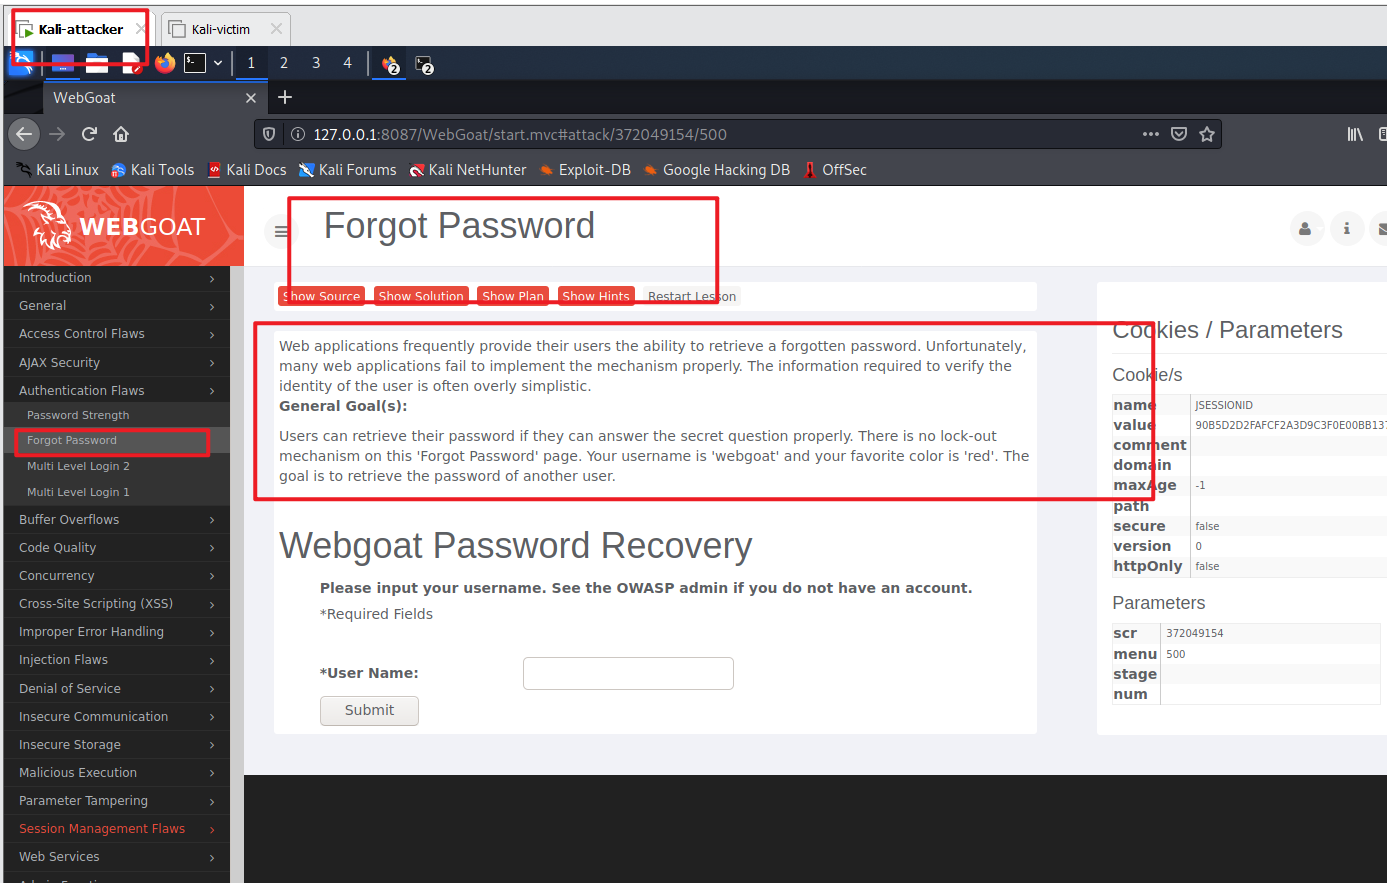 Kali-attacker
Kali-victim
1 2 3 4
2
2
WebGoat
127.0.0.1:8087/WebGoat/start.mvc#attack/372049154/500
Kali Linux Kali Tools Kali Docs Kali Forums Kali NetHunter Exploit-DB Google Hacking DB OffSec
WEBGOAT
Forgot Password
Introduction
General
Access Control Flaws
AJAX Security
Authentication Flaws
Password Strength
Forgot Password
Multi Level Login 2
Multi Level Login 1
Buffer Overflows
Code Quality
Concurrency
Cross-Site Scripting (XSS)
Improper Error Handling
Injection Flaws
Denial of Service
Insecure Communication
Insecure Storage
Malicious Execution
Parameter Tampering
Session Management Flaws
Web Services
Show Source Show Solution Show Plan Show Hints Restart Lesson
Web applications frequently provide their users the ability to retrieve a forgotten password. Unfortunately,
many web applications fail to implement the mechanism properly. The information required to verify the
identity of the user is often overly simplistic.
General Goal(s):
Users can retrieve their password if they can answer the secret question properly. There is no lock-out
mechanism on this 'Forgot Password' page. Your username is 'webgoat' and your favorite color is 'red'. The
goal is to retrieve the password of another user.
Webgoat Password Recovery
Please input your username. See the OWASP admin if you do not have an account.
*Required Fields
*User Name:
Submit
Cookies / Parameters
Cookie/s
name JSESSIONID
value 90B5D2D2FAFCF2A3D9C3F0E00BB137
comment
domain
maxAge -1
path
secure false
version 0
httpOnly false
Parameters
scr 372049154
menu 500
stage
num